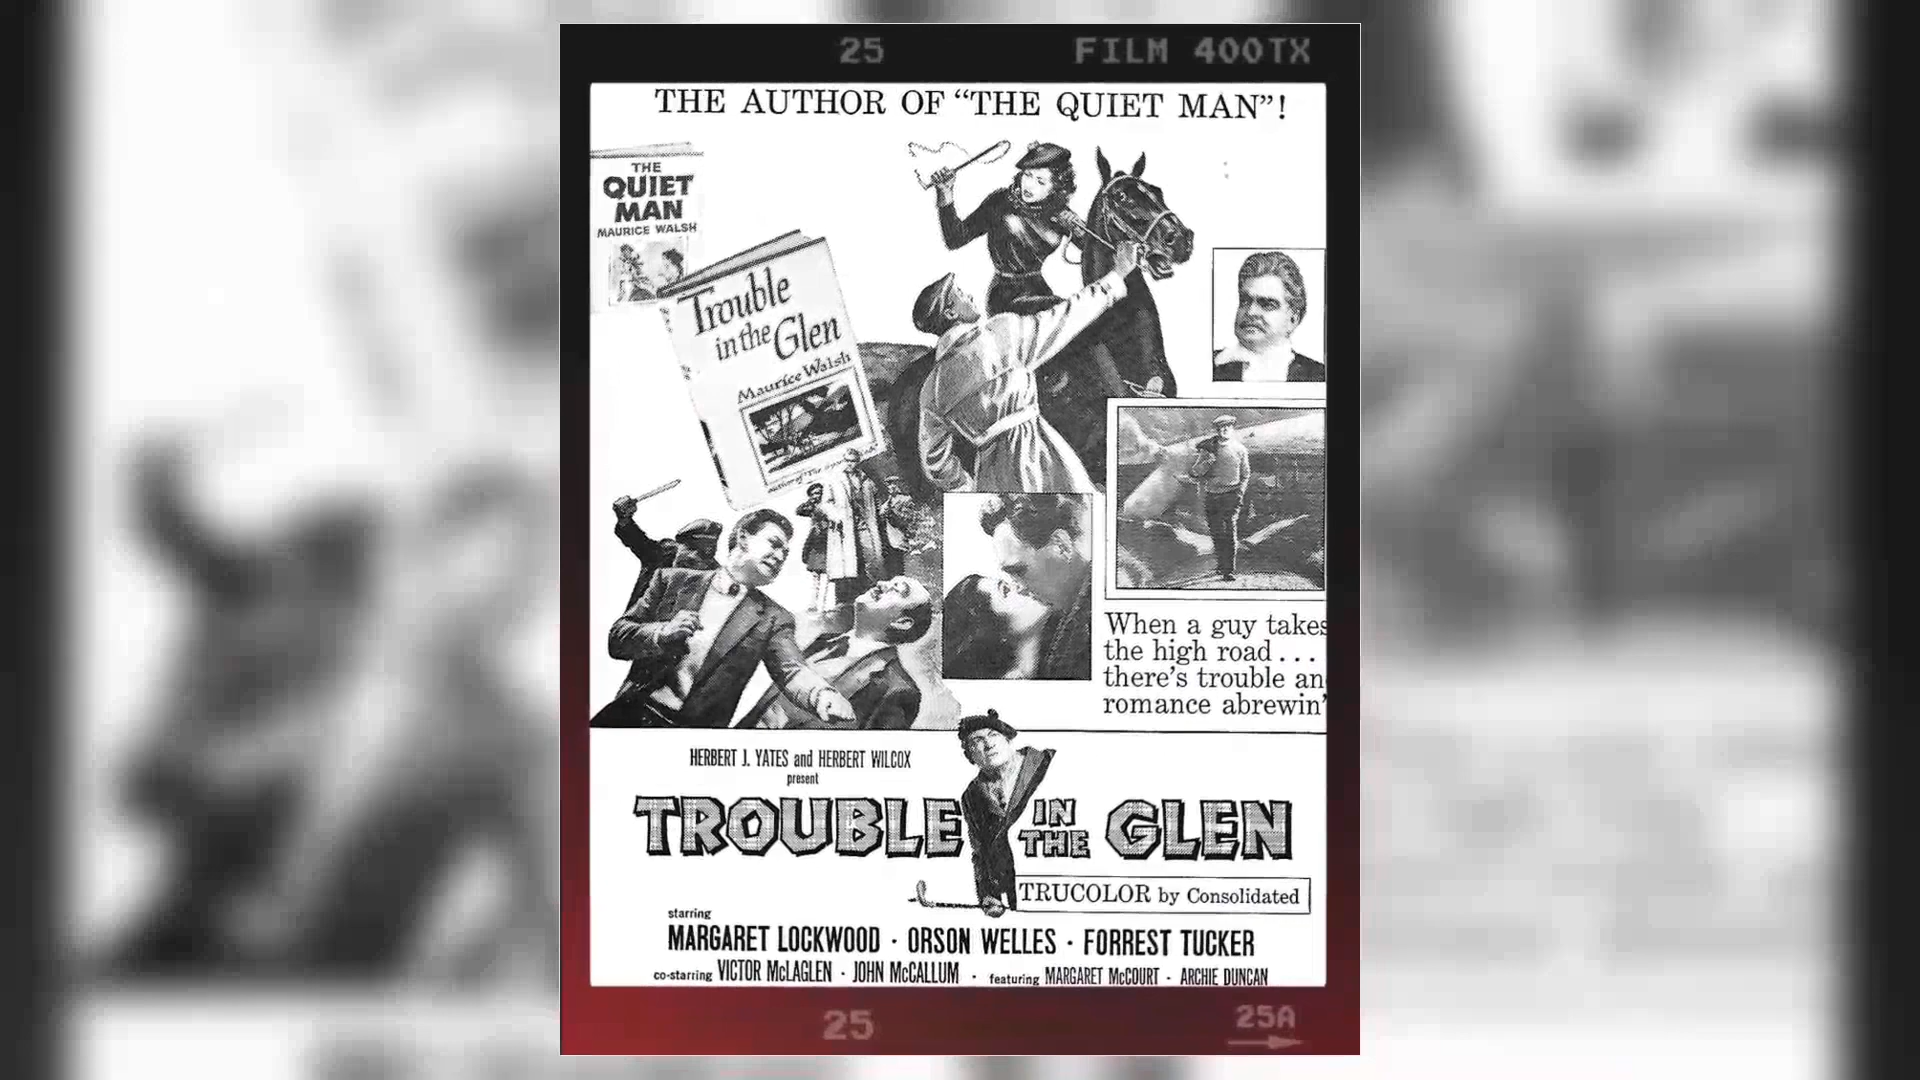 25 FILM 400TX
THE AUTHOR OF “THE QUIET MAN”!
THE
QUIET
MAN
MAURICE WALSH
Trouble
in the Glen
Maurice Walsh
When a guy takes
the high road...
there's trouble an
romance abrewin'
HERBERT J. YATES and HERBERT WILCOX
present
TROUBLE IN THE GLEN
TRUCOLOR by Consolidated
starring
MARGARET LOCKWOOD · ORSON WELLES · FORREST TUCKER
co-starring VICTOR McLAGLEN · JOHN McCALLUM · featuring MARGARET McCOURT · ARCHIE DUNCAN
25 25A